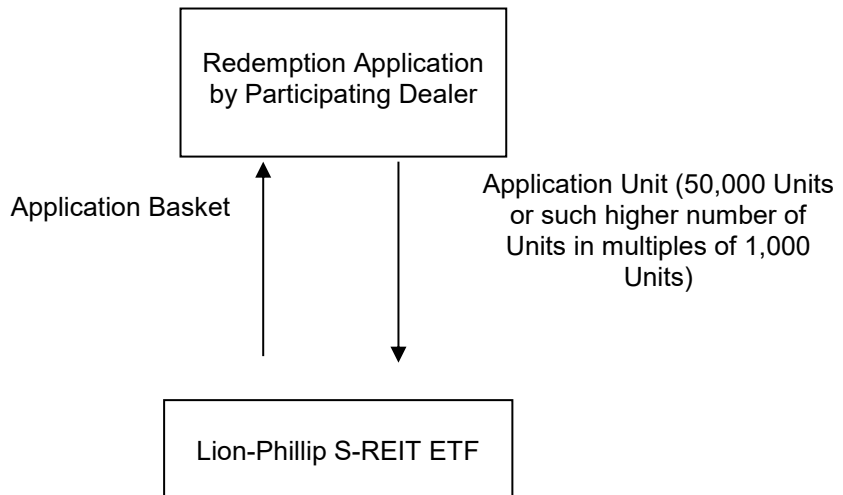 Redemption Application
by Participating Dealer
Application Basket
Application Unit (50,000 Units
or such higher number of
Units in multiples of 1,000
Units)
Lion-Phillip S-REIT ETF